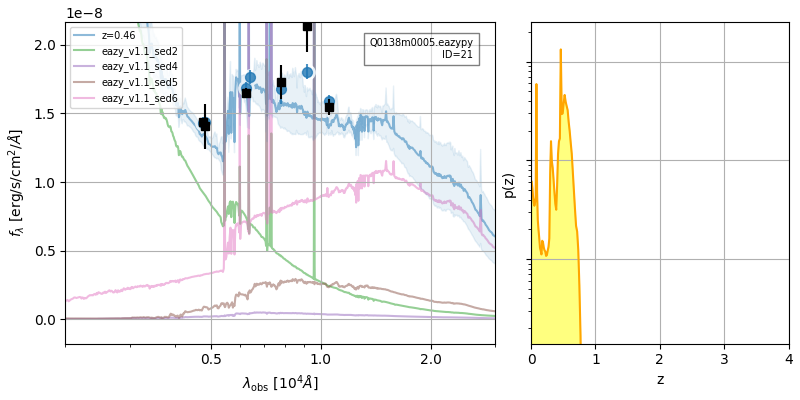 1e−8
z=0.46
eazy_v1.1_sed2
eazy_v1.1_sed4
eazy_v1.1_sed5
eazy_v1.1_sed6
Q0138m0005.eazypy
ID=21
2.0
1.5
1.0
0.5
0.0
f_λ [erg/s/cm²/Å]
0.5
1.0
2.0
λ_obs [10⁴Å]
p(z)
0
1
2
3
4
z